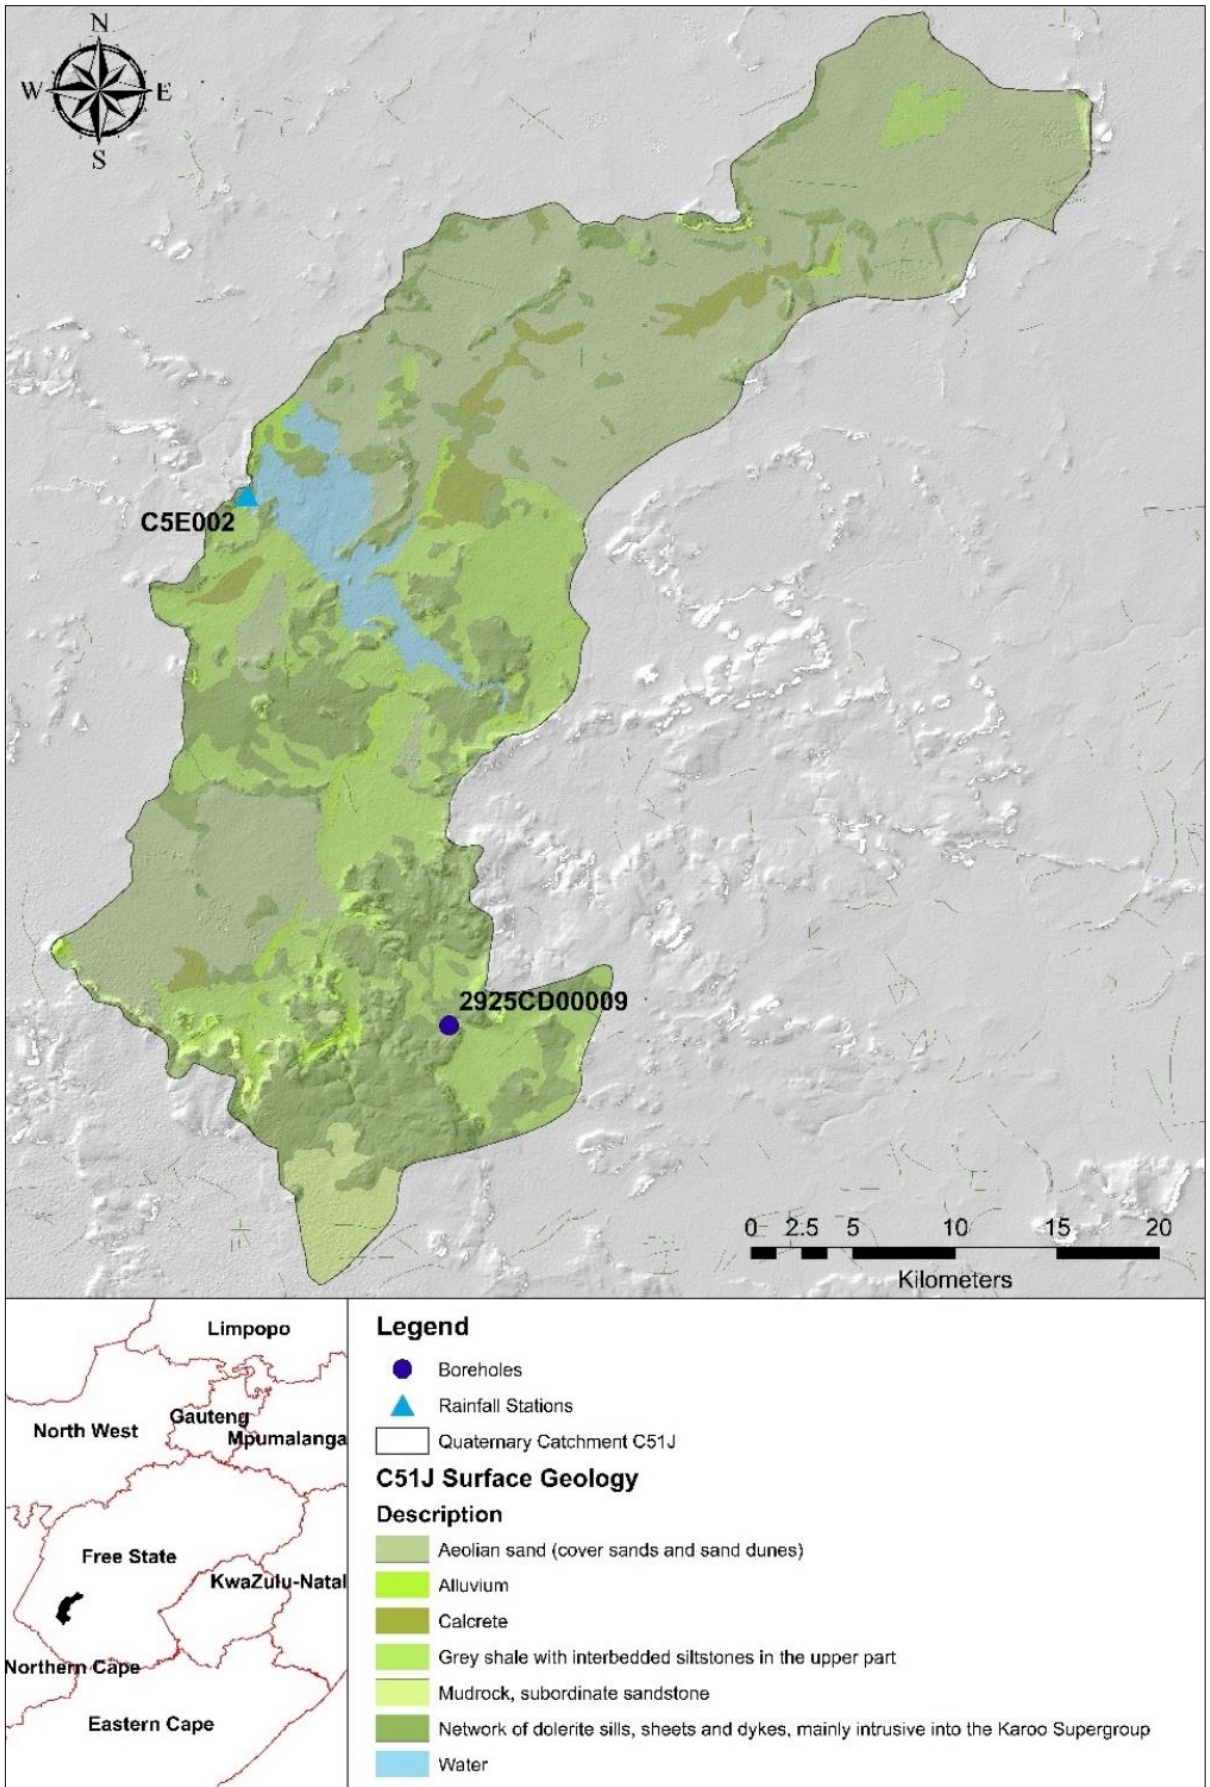 N
W E
S
C5E002
2925CD00009
0 2.5 5 10 15 20
Kilometers
Limpopo
North West
Gauteng
Mpumalanga
Free State
KwaZulu-Natal
Northern Cape
Eastern Cape
Legend
Boreholes
Rainfall Stations
Quaternary Catchment C51J
C51J Surface Geology
Description
Aeolian sand (cover sands and sand dunes)
Alluvium
Calcrete
Grey shale with interbedded siltstones in the upper part
Mudrock, subordinate sandstone
Network of dolerite sills, sheets and dykes, mainly intrusive into the Karoo Supergroup
Water